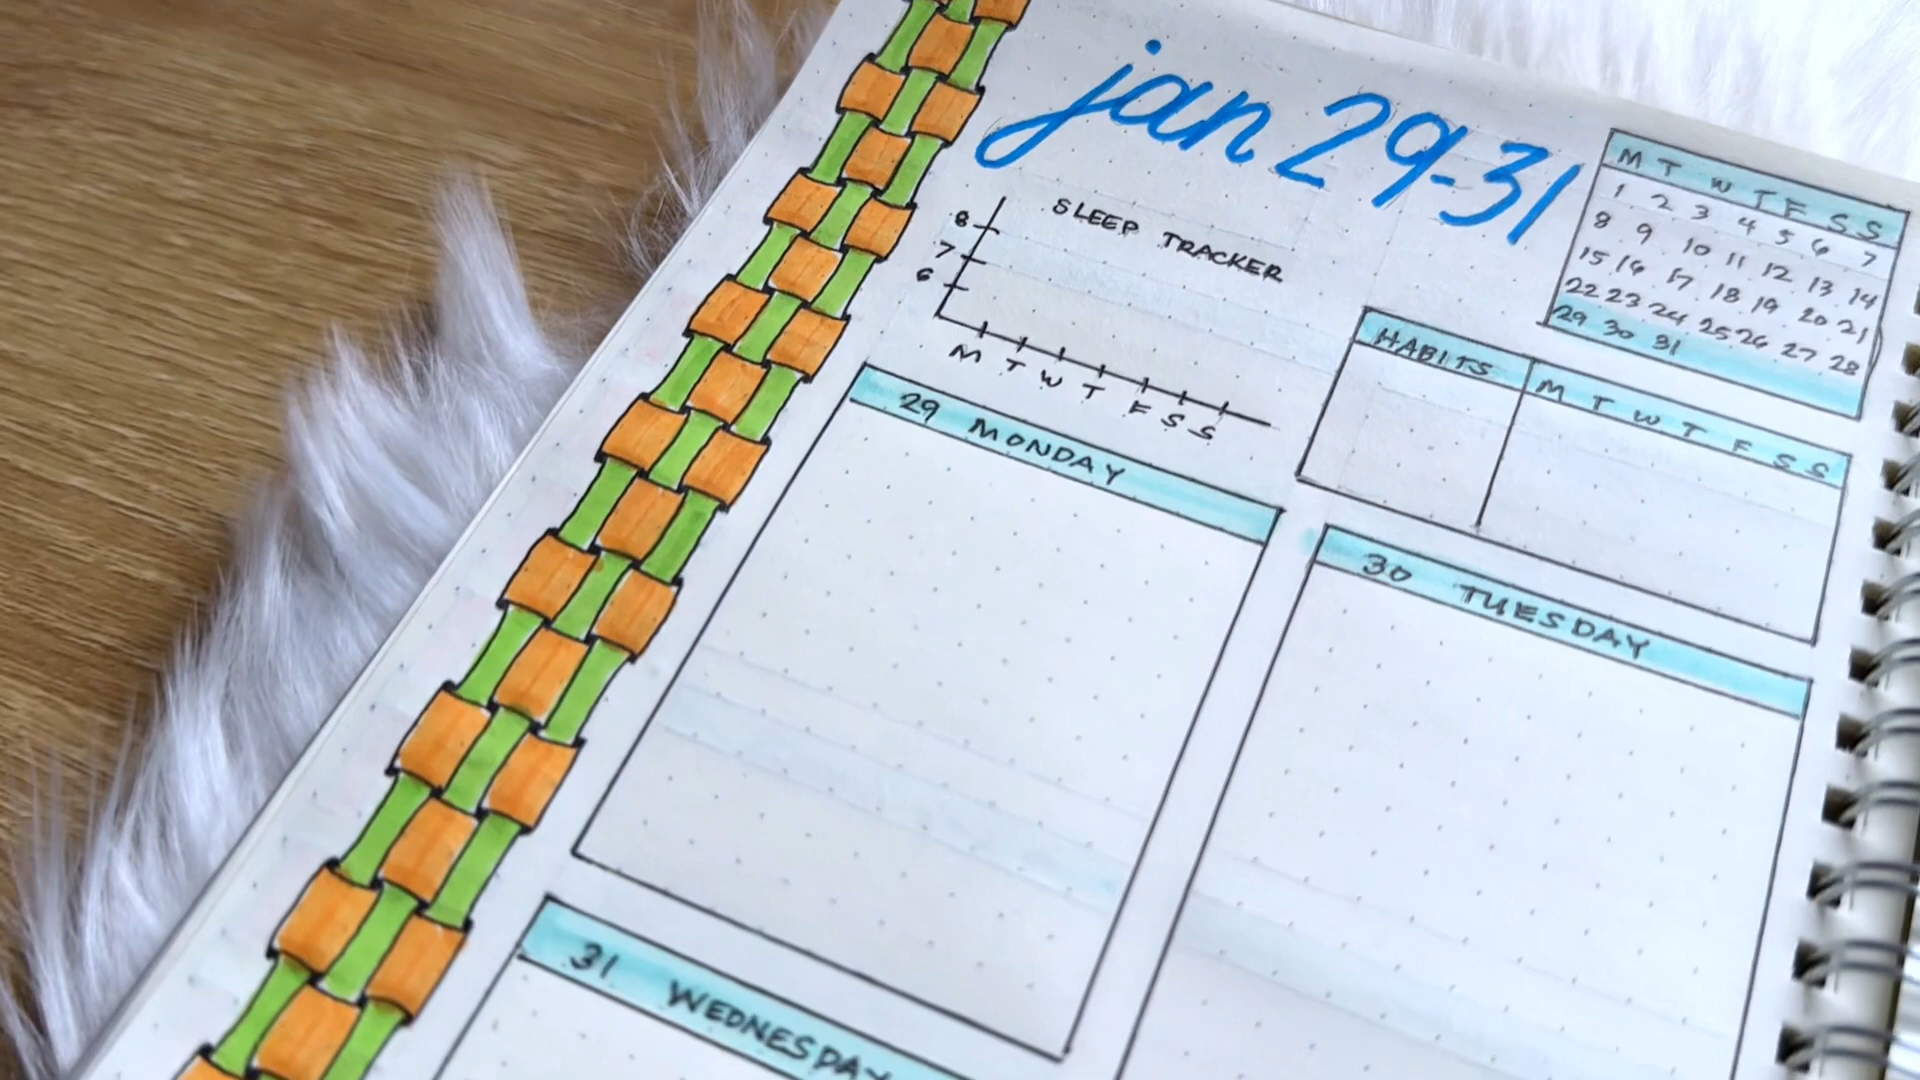 jan 29-31
M T W T F S S
1 2 3 4 5 6 7
8 9 10 11 12 13 14
15 16 17 18 19 20 21
22 23 24 25 26 27 28
29 30 31
SLEEP TRACKER
8
7
6
M T W T F S S
HABITS M T W T F S S
29 MONDAY
30 TUESDAY
31 WEDNESDAY